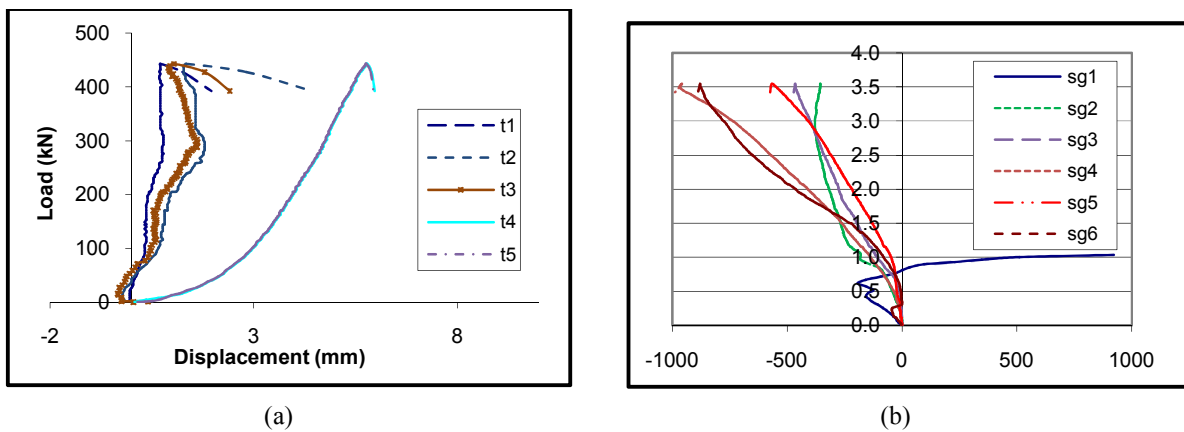 500
400
300
200
100
0
Load (kN)
-2
3
8
Displacement (mm)
t1
t2
t3
t4
t5
(a)
4.0
3.5
3.0
2.5
2.0
1.5
1.0
0.5
0.0
-1000
-500
0
500
1000
sg1
sg2
sg3
sg4
sg5
sg6
(b)